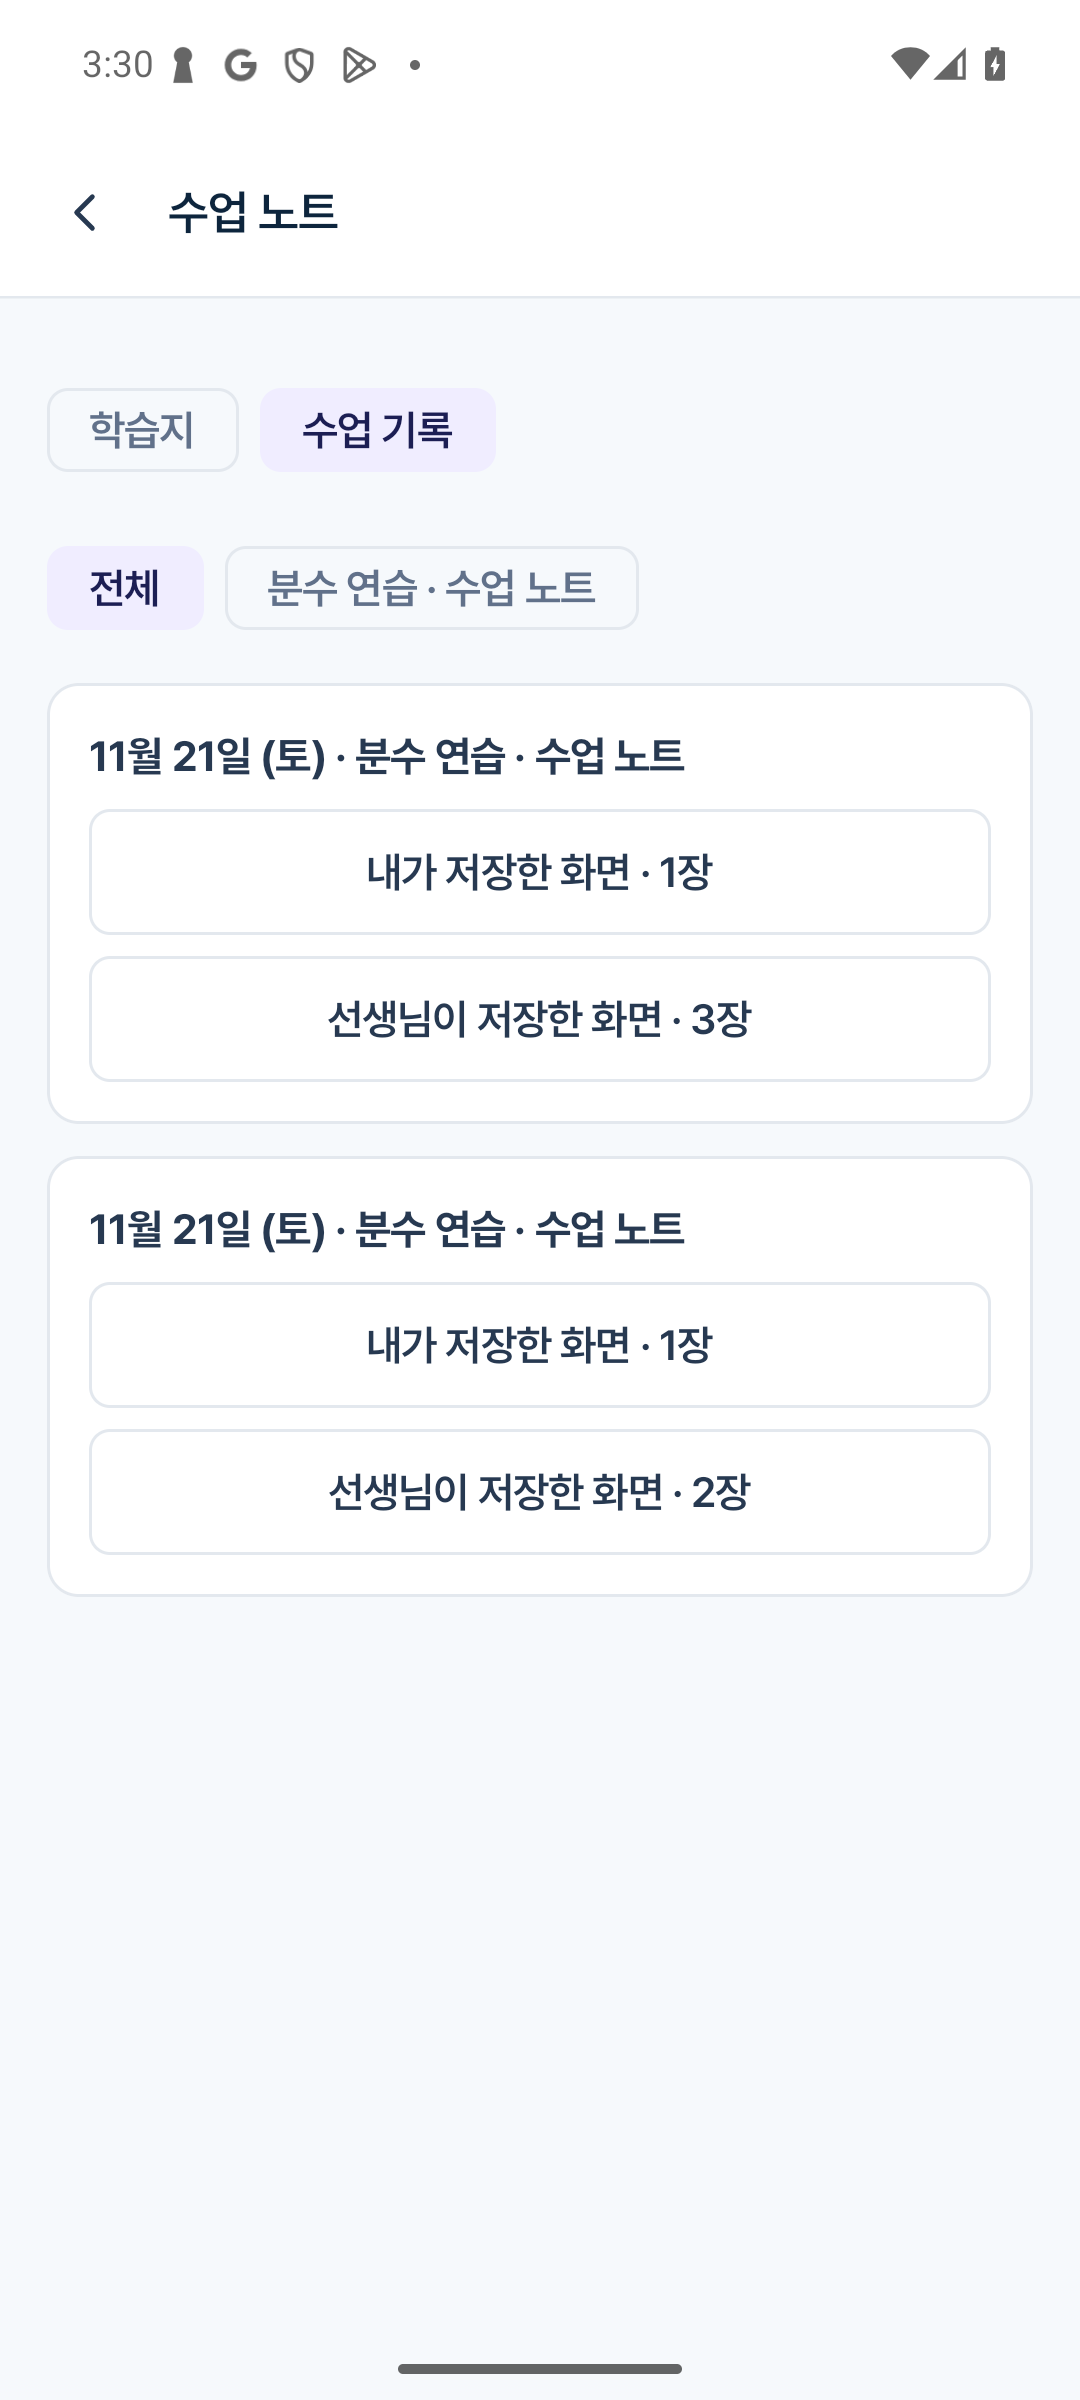 3:30
수업 노트
학습지 수업 기록
전체 분수 연습 · 수업 노트
11월 21일 (토) · 분수 연습 · 수업 노트
내가 저장한 화면 · 1장
선생님이 저장한 화면 · 3장
11월 21일 (토) · 분수 연습 · 수업 노트
내가 저장한 화면 · 1장
선생님이 저장한 화면 · 2장